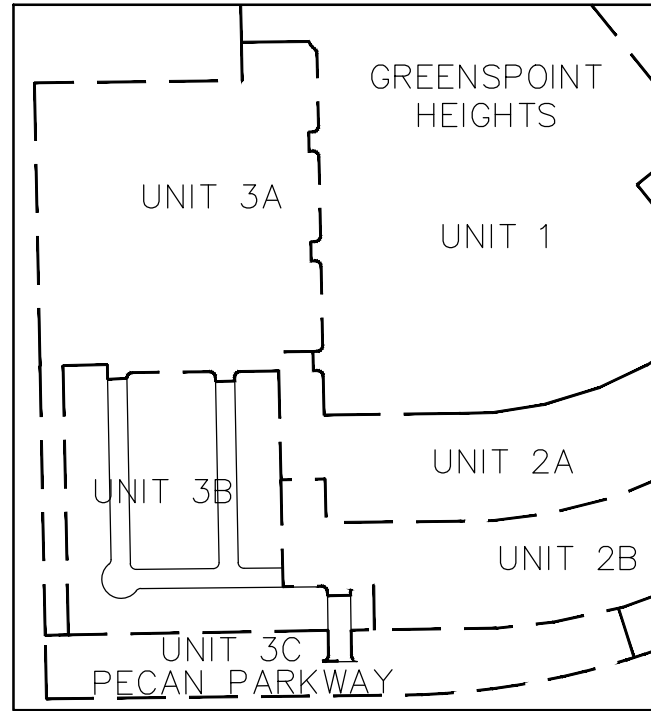 GREENSPOINT
HEIGHTS
UNIT 3A
UNIT 1
UNIT 2A
UNIT 3B
UNIT 2B
UNIT 3C
PECAN PARKWAY